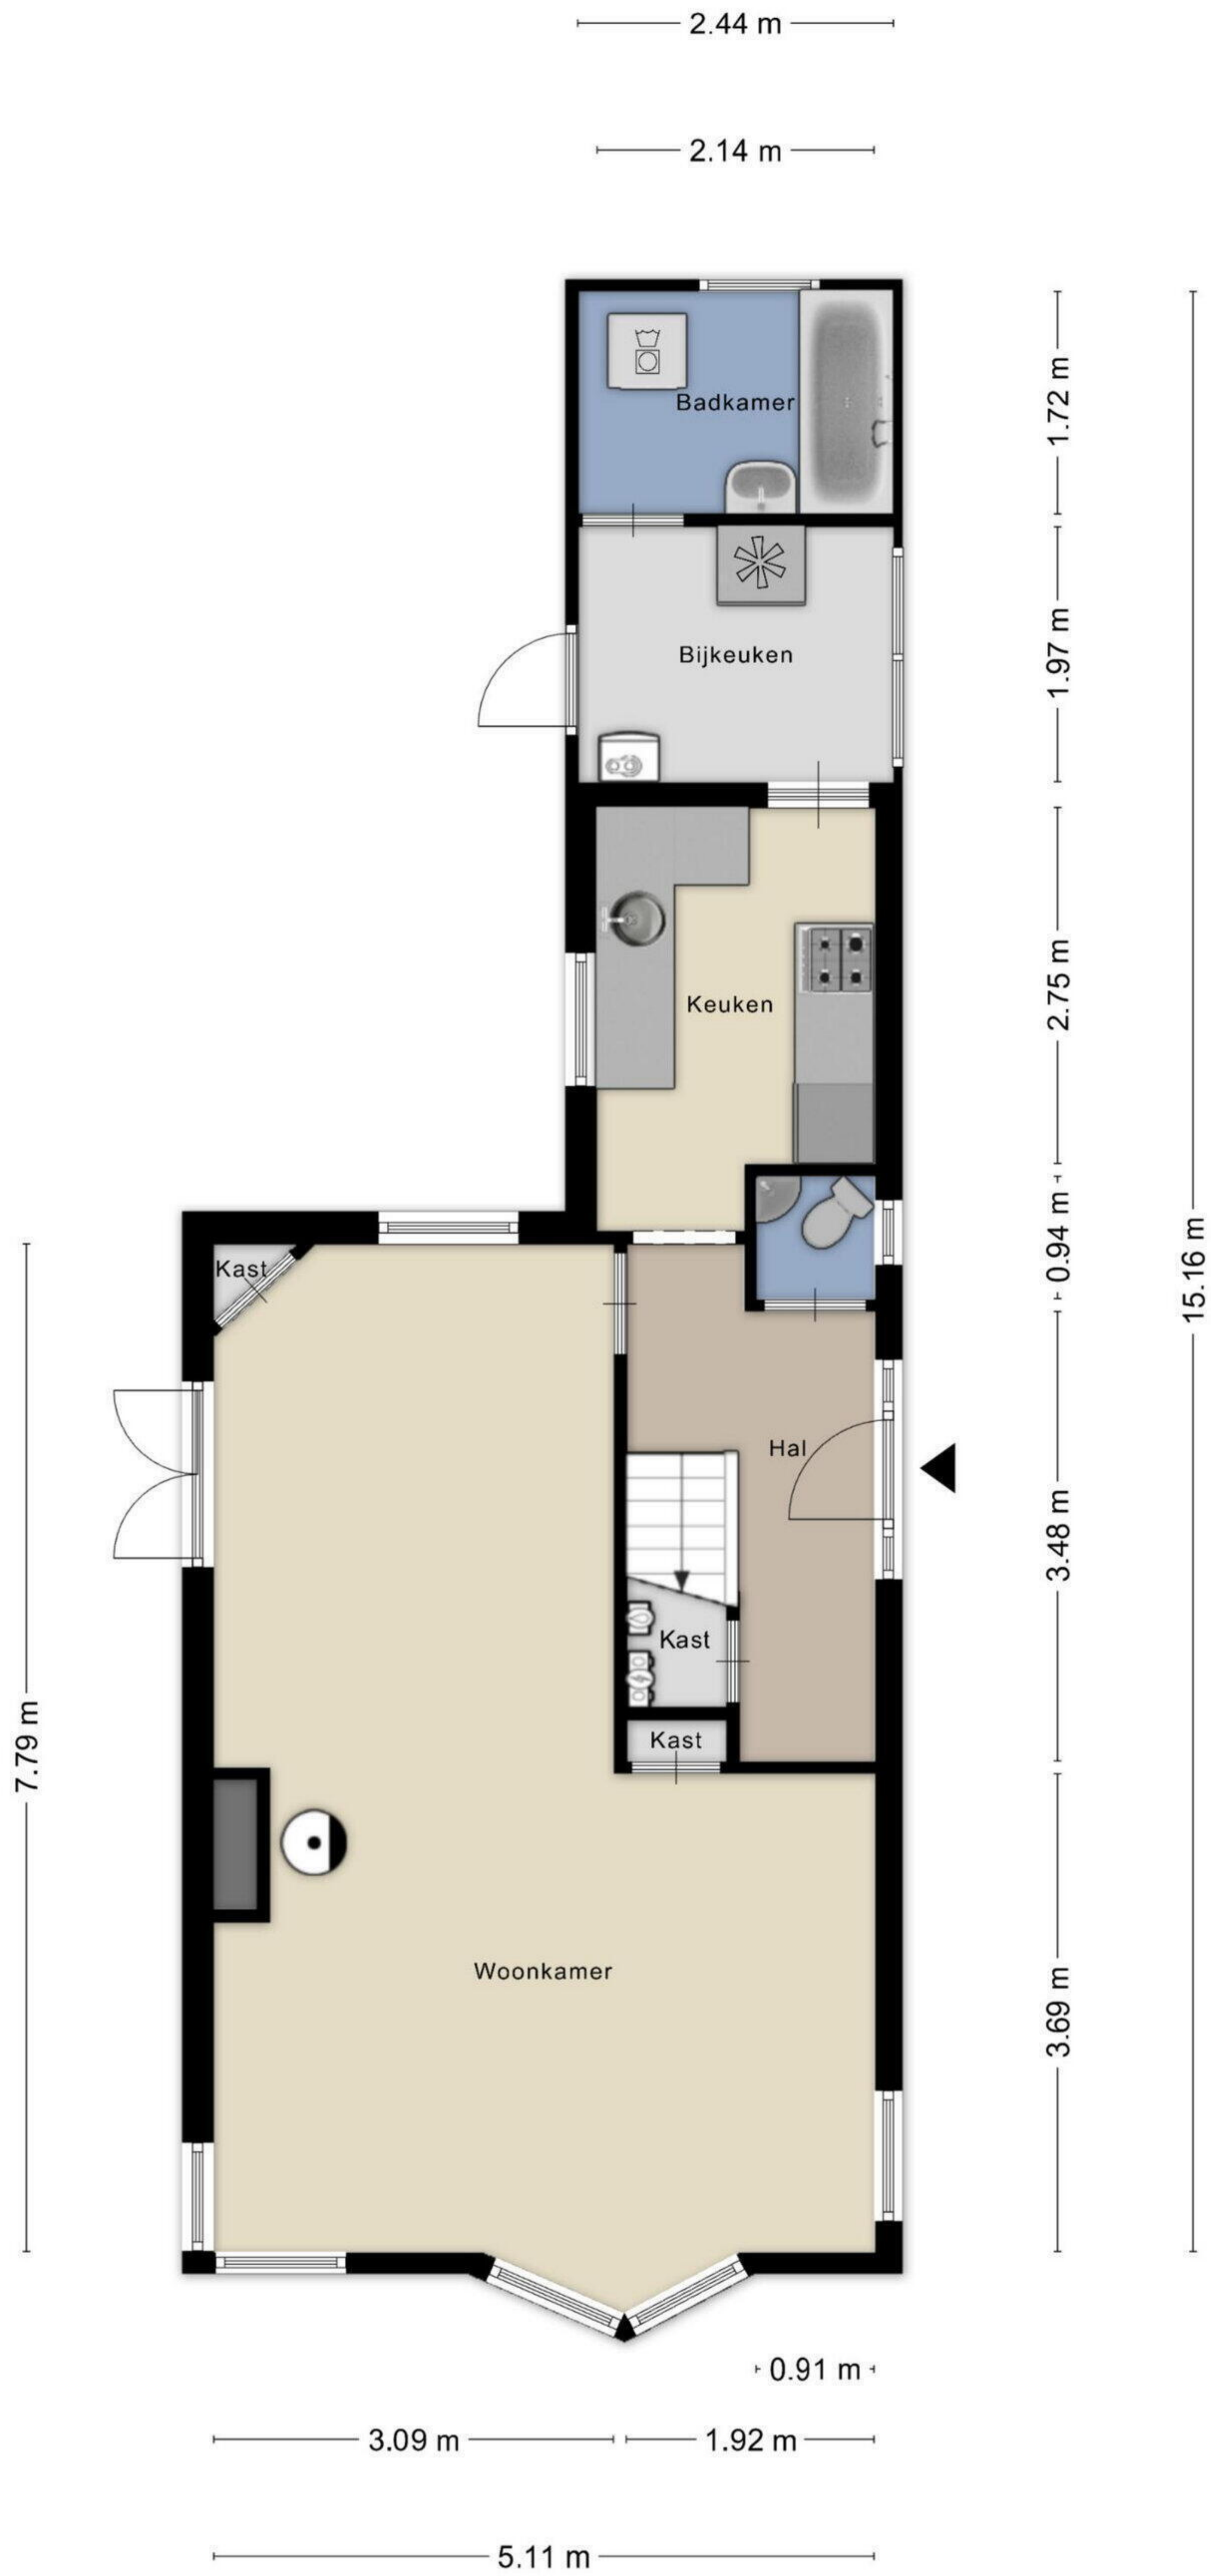 2.44 m
2.14 m
Badkamer
1.72 m
Bijkeuken
1.97 m
Keuken
2.75 m
0.94 m
15.16 m
Kast
Hal
3.48 m
Kast
Kast
7.79 m
Woonkamer
3.69 m
0.91 m
3.09 m
1.92 m
5.11 m